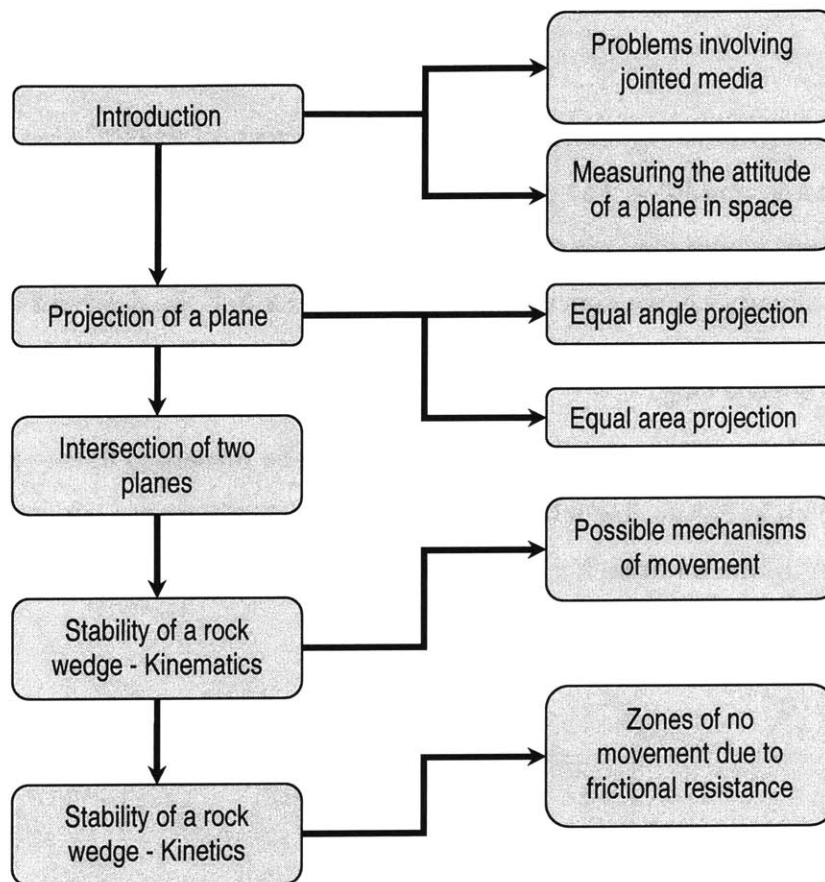 Problems involving
jointed media
Introduction
Measuring the attitude
of a plane in space
Projection of a plane
Equal angle projection
Equal area projection
Intersection of two
planes
Possible mechanisms
of movement
Stability of a rock
wedge - Kinematics
Zones of no
movement due to
frictional resistance
Stability of a rock
wedge - Kinetics